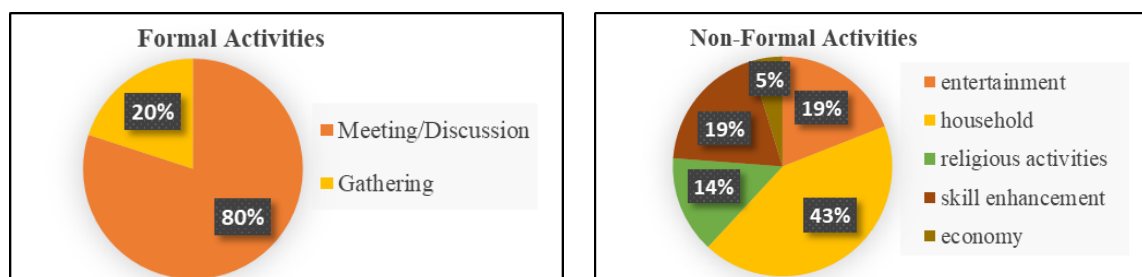 Formal Activities
20%
80%
Meeting/Discussion
Gathering
Non-Formal Activities
5%
19%
19%
14%
43%
entertainment
household
religious activities
skill enhancement
economy